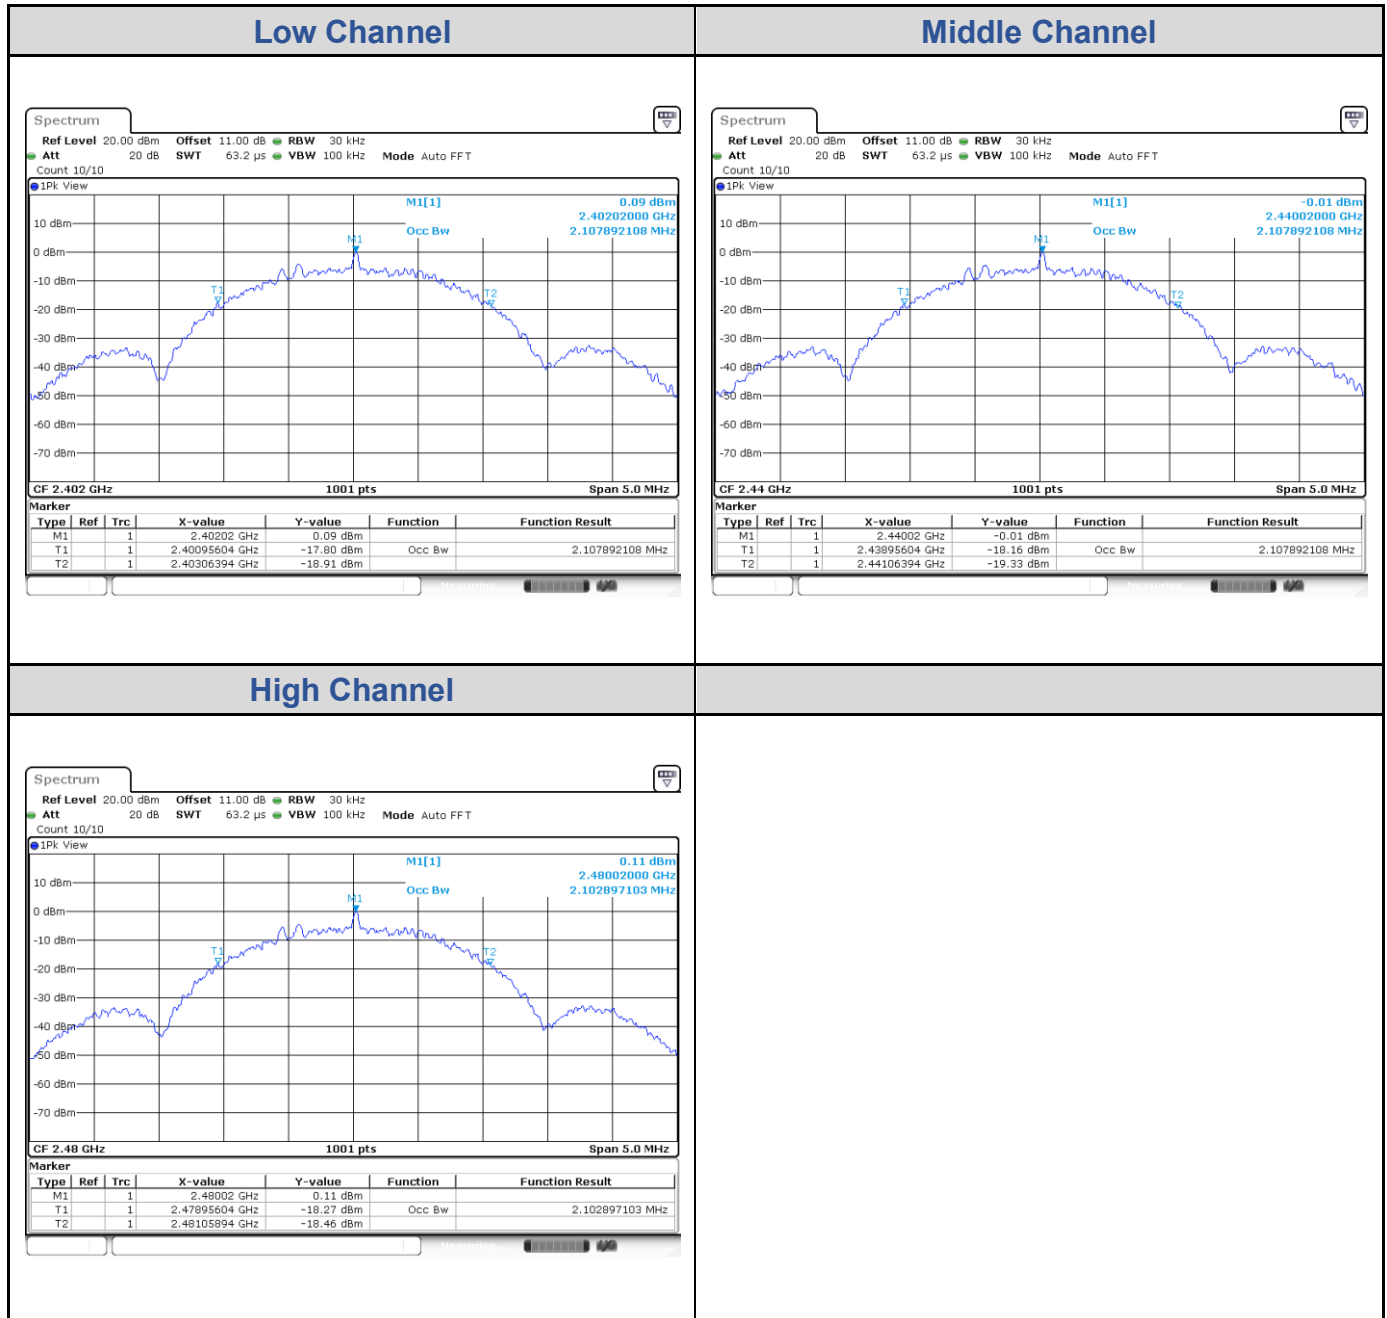 Low Channel
Middle Channel
Spectrum
Ref Level 20.00 dBm Offset 11.00 dB RBW 30 kHz
Att 20 dB SWT 63.2 µs VBW 100 kHz Mode Auto FFT
Count 10/10
1Pk View
M1[1] 0.09 dBm
2.40202000 GHz
Occ Bw 2.107892108 MHz
10 dBm
M1
0 dBm
-10 dBm
T1
T2
-20 dBm
-30 dBm
-40 dBm
-50 dBm
-60 dBm
-70 dBm
CF 2.402 GHz 1001 pts Span 5.0 MHz
Marker
Type Ref Trc X-value Y-value Function Function Result
M1 1 2.40202 GHz 0.09 dBm
T1 1 2.40095604 GHz -17.80 dBm Occ Bw 2.107892108 MHz
T2 1 2.40306394 GHz -18.91 dBm
Spectrum
Ref Level 20.00 dBm Offset 11.00 dB RBW 30 kHz
Att 20 dB SWT 63.2 µs VBW 100 kHz Mode Auto FFT
Count 10/10
1Pk View
M1[1] -0.01 dBm
2.44002000 GHz
Occ Bw 2.107892108 MHz
10 dBm
M1
0 dBm
-10 dBm
T1
T2
-20 dBm
-30 dBm
-40 dBm
-50 dBm
-60 dBm
-70 dBm
CF 2.44 GHz 1001 pts Span 5.0 MHz
Marker
Type Ref Trc X-value Y-value Function Function Result
M1 1 2.44002 GHz -0.01 dBm
T1 1 2.43895604 GHz -18.16 dBm Occ Bw 2.107892108 MHz
T2 1 2.44106394 GHz -19.33 dBm
High Channel
Spectrum
Ref Level 20.00 dBm Offset 11.00 dB RBW 30 kHz
Att 20 dB SWT 63.2 µs VBW 100 kHz Mode Auto FFT
Count 10/10
1Pk View
M1[1] 0.11 dBm
2.48002000 GHz
Occ Bw 2.102897103 MHz
10 dBm
M1
0 dBm
-10 dBm
T1
T2
-20 dBm
-30 dBm
-40 dBm
-50 dBm
-60 dBm
-70 dBm
CF 2.48 GHz 1001 pts Span 5.0 MHz
Marker
Type Ref Trc X-value Y-value Function Function Result
M1 1 2.48002 GHz 0.11 dBm
T1 1 2.47895604 GHz -18.27 dBm Occ Bw 2.102897103 MHz
T2 1 2.48105894 GHz -18.46 dBm